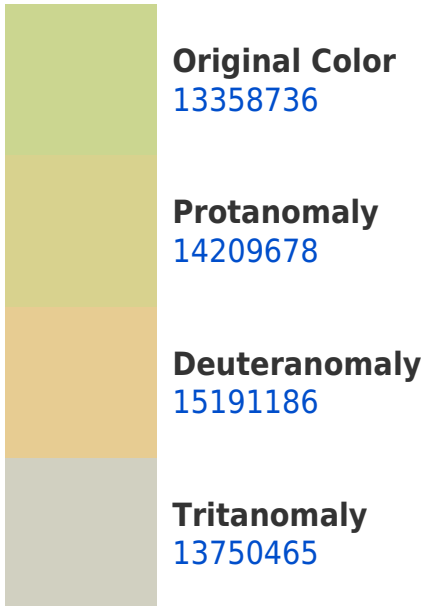 Original Color
13358736
Protanomaly
14209678
Deuteranomaly
15191186
Tritanomaly
13750465